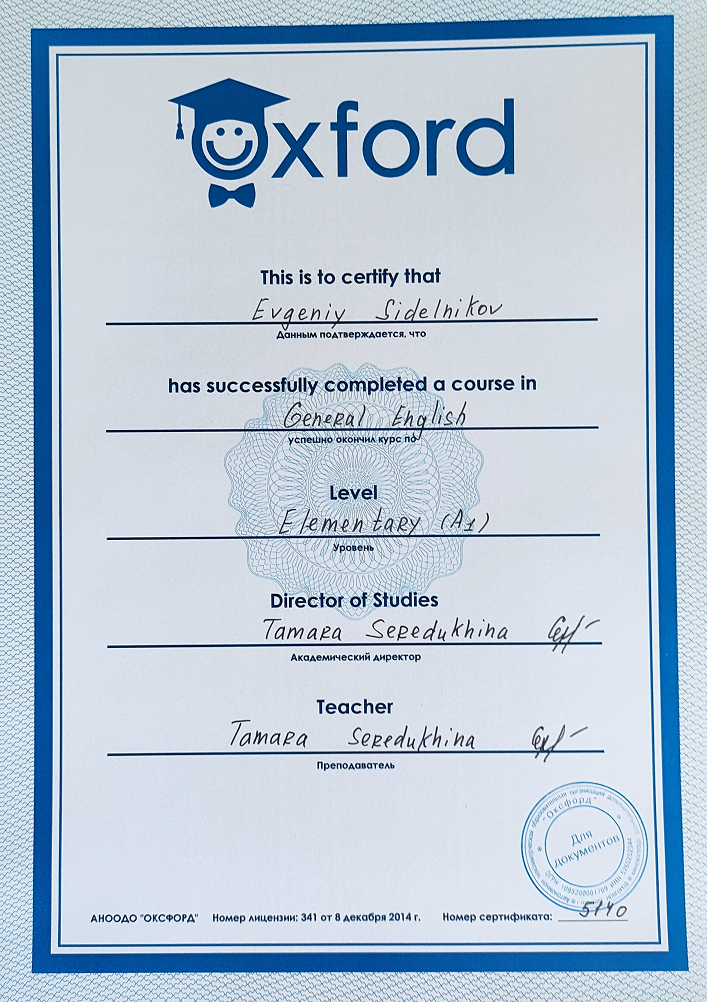 Oxford
This is to certify that
Evgeniy Sidelnikov
Данным подтверждается, что
has successfully completed a course in
General English
успешно окончил курс по
Level
Elementary (A1)
Уровень
Director of Studies
Tamara Seredukhina
Академический директор
Teacher
Tamara Seredukhina
Преподаватель
"Оксфорд"
Для
документов
АНООДО "ОКСФОРД" Номер лицензии: 341 от 8 декабря 2014 г. Номер сертификата: 5140